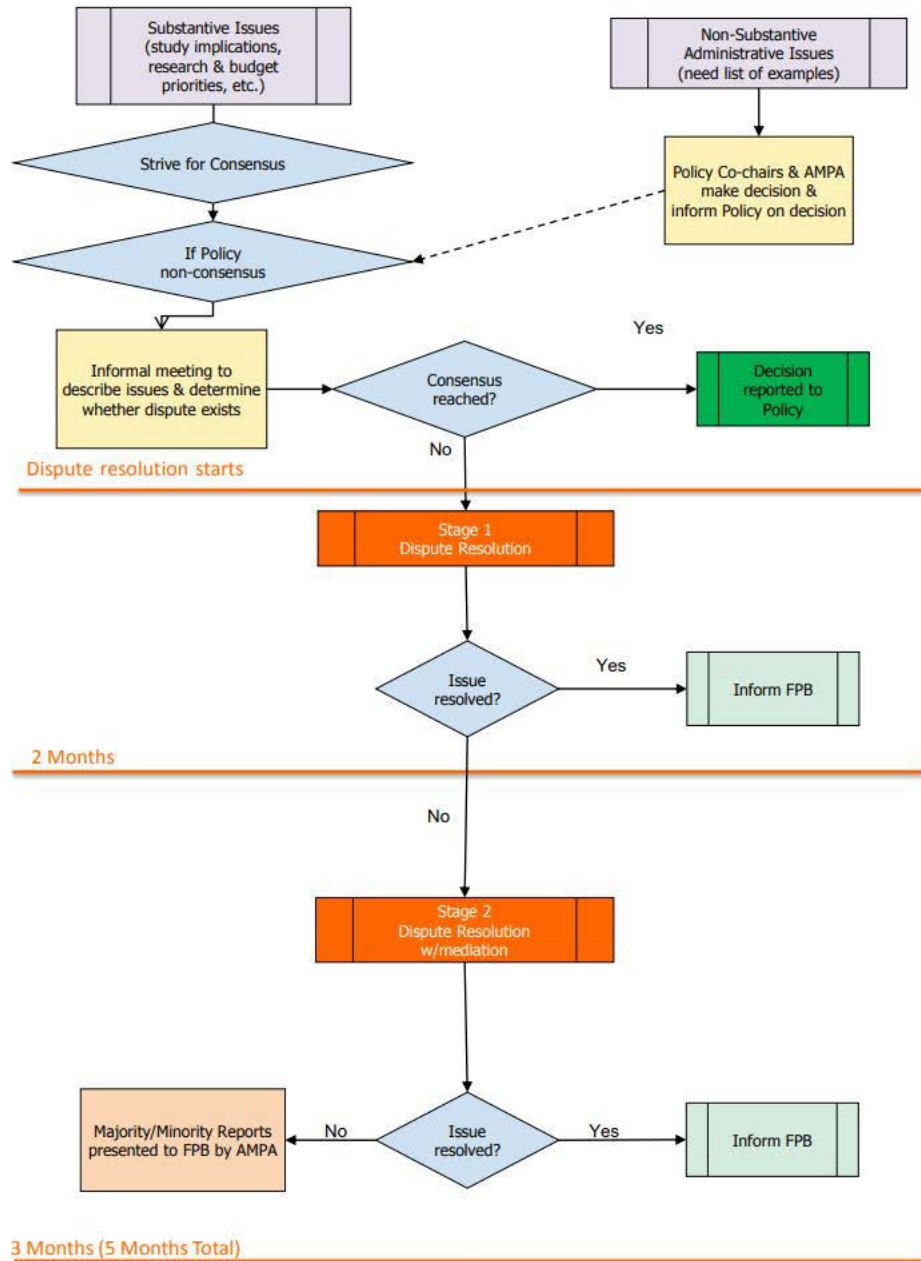 Substantive Issues
(study implications,
research & budget
priorities, etc.)
Non-Substantive
Administrative Issues
(need list of examples)
Strive for Consensus
Policy Co-chairs & AMPA
make decision &
inform Policy on decision
If Policy
non-consensus
Informal meeting to
describe issues & determine
whether dispute exists
Consensus
reached?
Yes
Decision
reported to
Policy
No
Dispute resolution starts
Stage 1
Dispute Resolution
Issue
resolved?
Yes
Inform FPB
2 Months
No
Stage 2
Dispute Resolution
w/mediation
Majority/Minority Reports
presented to FPB by AMPA
No
Issue
resolved?
Yes
Inform FPB
3 Months (5 Months Total)